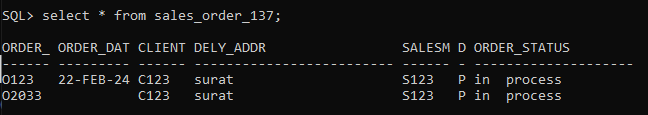 SQL> select * from sales_order_137;
ORDER_ ORDER_DAT CLIENT DELY_ADDR                 SALESM D ORDER_STATUS
------ --------- ------ ------------------------- ------ - --------------------
O123   22-FEB-24 C123   surat                     S123   P in  process
O2033            C123   surat                     S123   P in  process